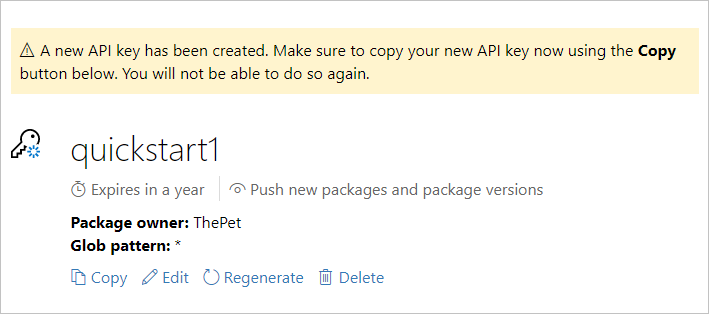 ⚠ A new API key has been created. Make sure to copy your new API key now using the Copy
button below. You will not be able to do so again.
quickstart1
Expires in a year
Push new packages and package versions
Package owner: ThePet
Glob pattern: *
Copy
Edit
Regenerate
Delete